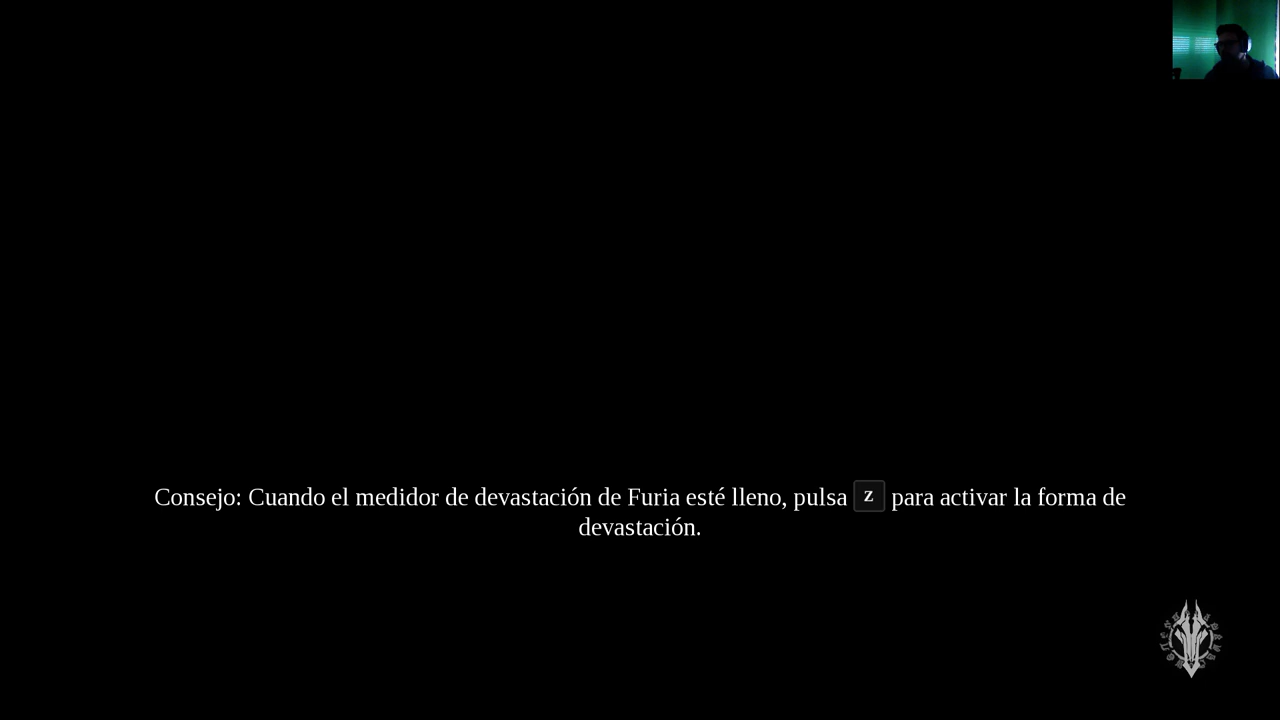 Consejo: Cuando el medidor de devastación de Furia esté lleno, pulsa Z para activar la forma de
devastación.